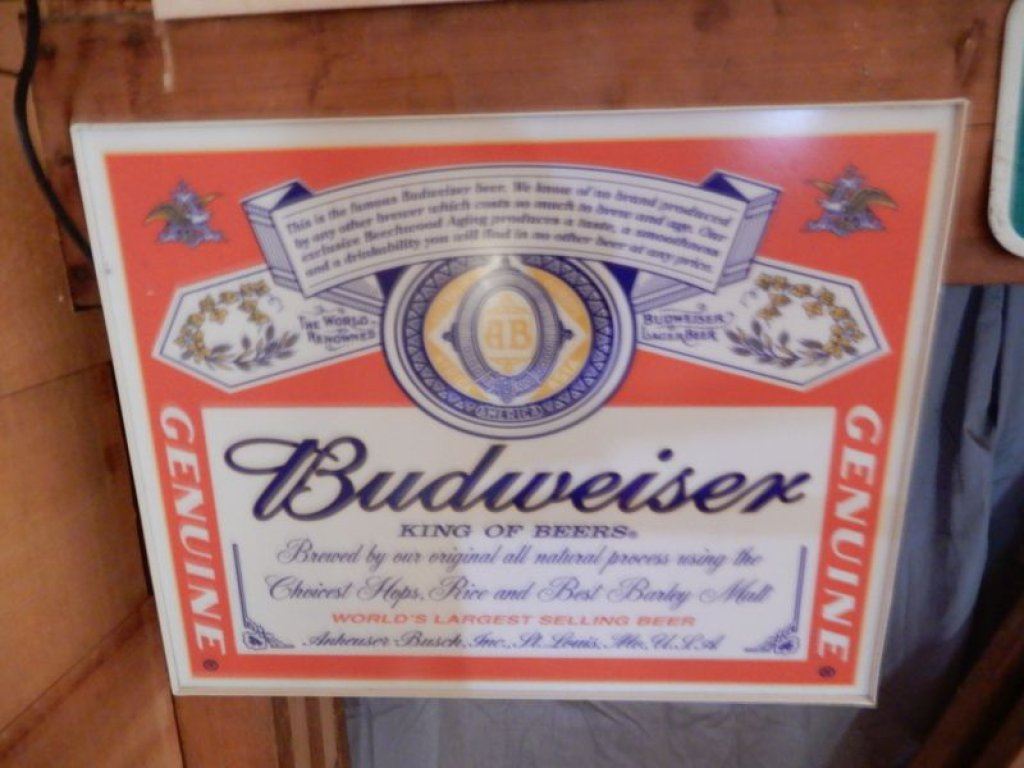 This is the famous Budweiser beer. We know of no brand produced
by any other brewer which costs so much to brew and age. Our
exclusive Beechwood Aging produces a taste, a smoothness
and a drinkability you will find in no other beer at any price.
THE WORLD
RENOWNED
BUDWEISER
LAGER BEER
AB
AMERICA
GENUINE
GENUINE
Budweiser
KING OF BEERS®
Brewed by our original all natural process using the
Choicest Hops, Rice and Best Barley Malt
WORLD'S LARGEST SELLING BEER
Anheuser-Busch, Inc., St. Louis, Mo., U.S.A.
®
®